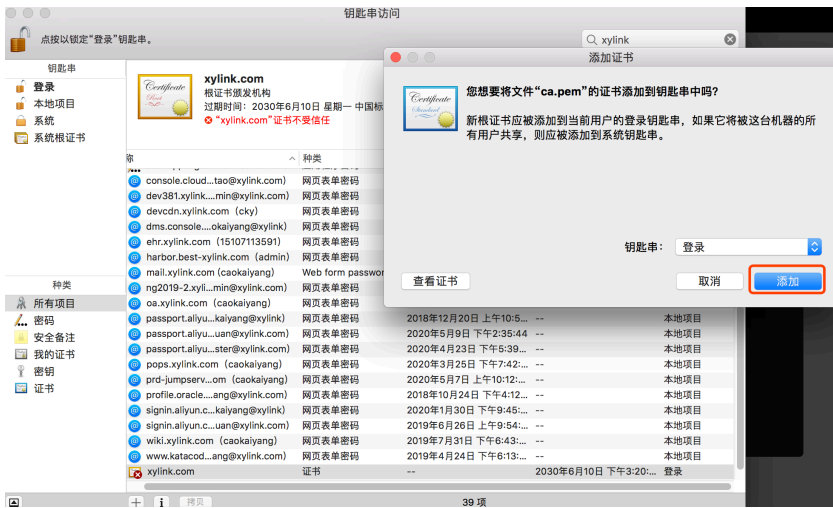 钥匙串访问
点按以锁定“登录”钥匙串。
xylink
钥匙串
登录
本地项目
系统
系统根证书
Certificate
Root
xylink.com
根证书颁发机构
过期时间：2030年6月10日 星期一 中国标
“xylink.com”证书不受信任
添加证书
Certificate
Standard
您想要将文件“ca.pem”的证书添加到钥匙串中吗?
新根证书应被添加到当前用户的登录钥匙串，如果它将被这台机器的所
有用户共享，则应被添加到系统钥匙串。
钥匙串： 登录
查看证书 取消 添加
称 种类
console.cloud...tao@xylink.com) 网页表单密码
dev381.xylink....min@xylink.com) 网页表单密码
devcdn.xylink.com (cky) 网页表单密码
dms.console....okaiyang@xylink) 网页表单密码
ehr.xylink.com (15107113591) 网页表单密码
harbor.best-xylink.com (admin) 网页表单密码
mail.xylink.com (caokaiyang) Web form passwor
ng2019-2.xyli...min@xylink.com) 网页表单密码
oa.xylink.com (caokaiyang) 网页表单密码
passport.aliyu...kaiyang@xylink) 网页表单密码 2018年12月20日 上午10:5... -- 本地项目
passport.aliyu...uan@xylink.com) 网页表单密码 2020年5月9日 下午2:35:44 -- 本地项目
passport.aliyu...ster@xylink.com) 网页表单密码 2020年4月23日 下午5:39... -- 本地项目
pops.xylink.com (caokaiyang) 网页表单密码 2020年3月25日 下午7:42:... -- 本地项目
prd-jumpserv...om (caokaiyang) 网页表单密码 2020年5月7日 上午10:12:... -- 本地项目
profile.oracle....ang@xylink.com) 网页表单密码 2018年10月24日 下午4:12... -- 本地项目
signin.aliyun.c...kaiyang@xylink) 网页表单密码 2020年1月30日 下午9:45:... -- 本地项目
signin.aliyun.c...uan@xylink.com) 网页表单密码 2019年6月26日 上午9:54:... -- 本地项目
wiki.xylink.com (caokaiyang) 网页表单密码 2019年7月31日 下午6:43:... -- 本地项目
www.katacod...ang@xylink.com) 网页表单密码 2019年4月24日 下午6:13:... -- 本地项目
xylink.com 证书 -- 2030年6月10日 下午3:20:... 登录
种类
所有项目
密码
安全备注
我的证书
密钥
证书
拷贝
39 项